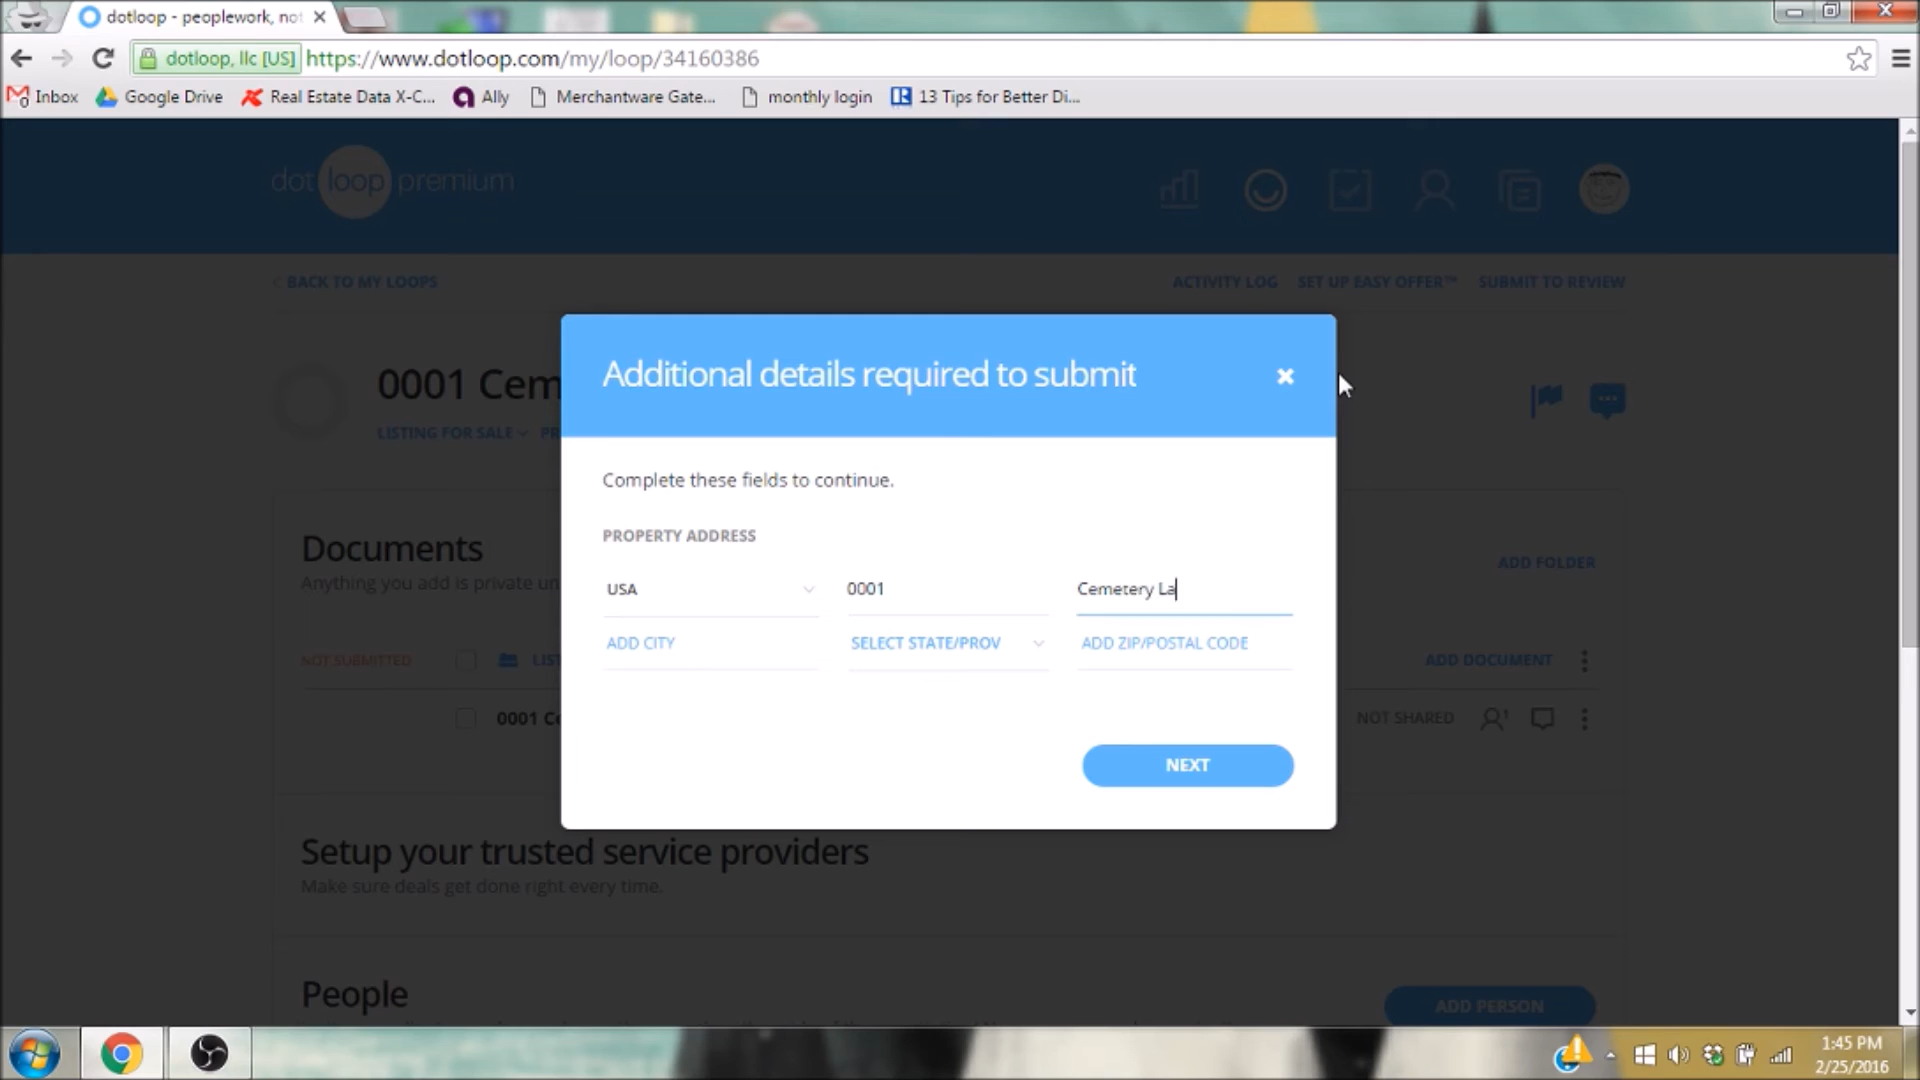 dotloop - peoplework, not
dotloop, llc [US] https://www.dotloop.com/my/loop/34160386
Inbox Google Drive Real Estate Data X-C... Ally Merchantware Gate... monthly login 13 Tips for Better Di...
dot loop premium
BACK TO MY LOOPS ACTIVITY LOG SET UP EASY OFFER™ SUBMIT TO REVIEW
Additional details required to submit
0001 Cem
LISTING FOR SALE PR
Complete these fields to continue.
PROPERTY ADDRESS
Documents
ADD FOLDER
Anything you add is private un
USA 0001 Cemetery La
ADD CITY SELECT STATE/PROV ADD ZIP/POSTAL CODE
NOT SUBMITTED LIST ADD DOCUMENT
0001 Ce NOT SHARED 1
NEXT
Setup your trusted service providers
Make sure deals get done right every time.
People
ADD PERSON
1:45 PM
2/25/2016